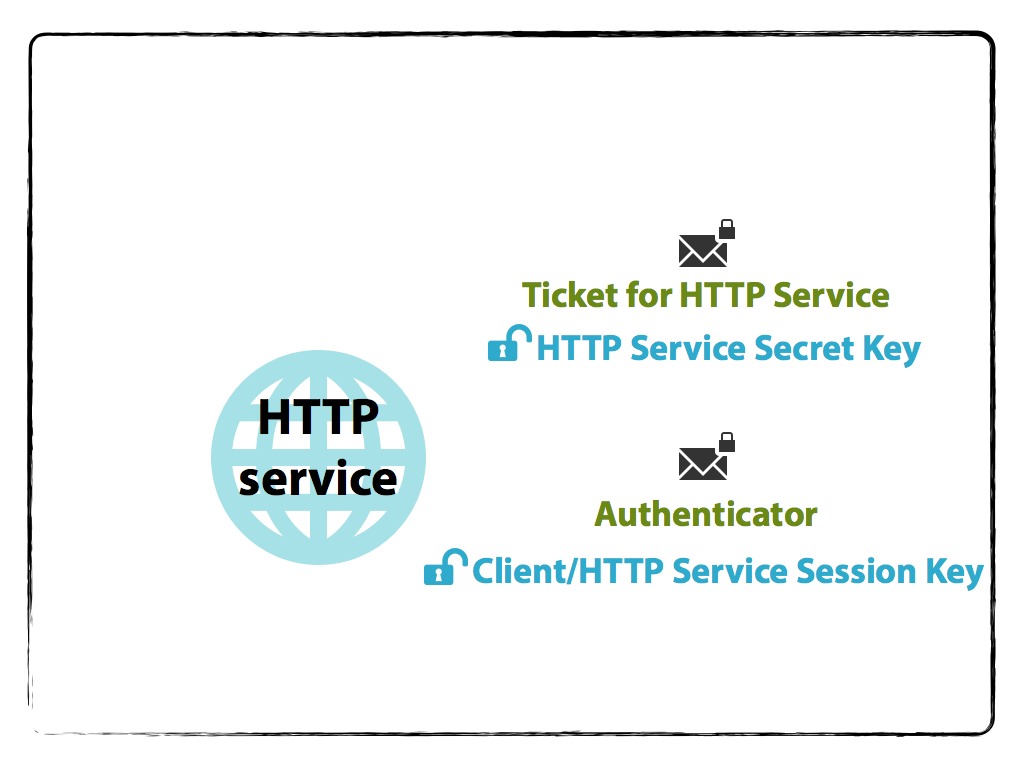 Ticket for HTTP Service
HTTP Service Secret Key
HTTP
service
Authenticator
Client/HTTP Service Session Key